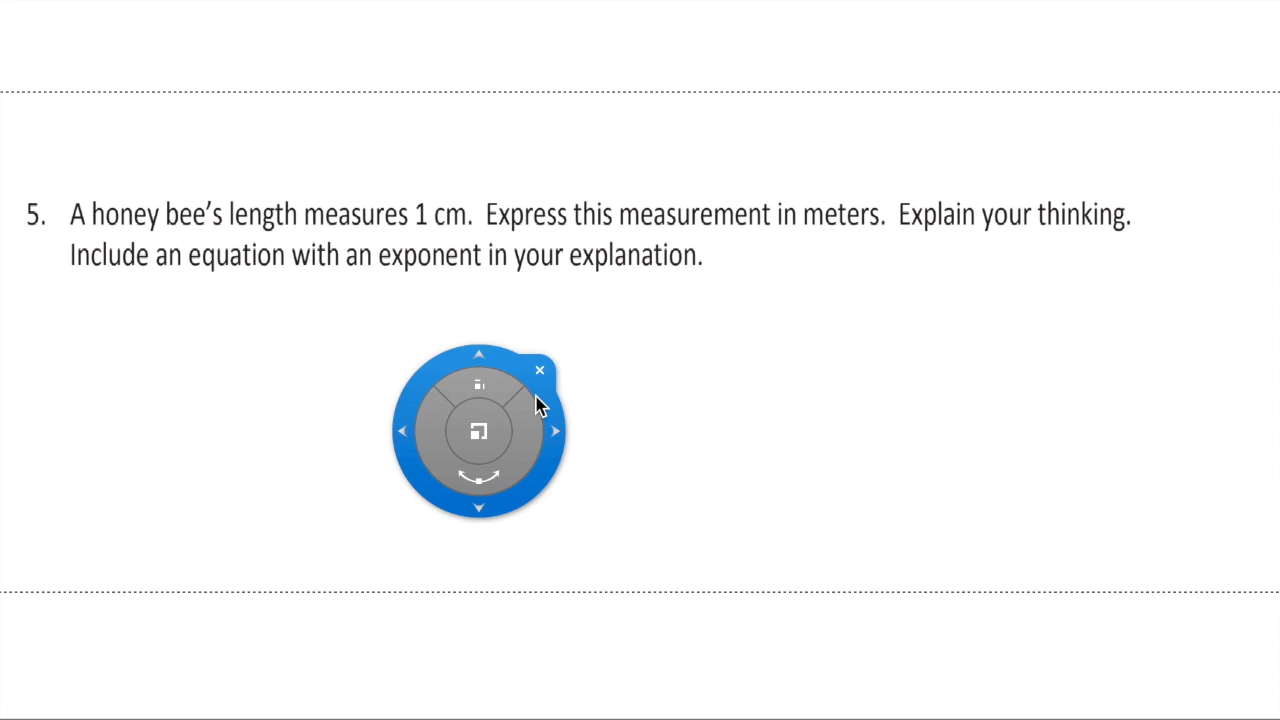 5. A honey bee’s length measures 1 cm. Express this measurement in meters. Explain your thinking.
Include an equation with an exponent in your explanation.